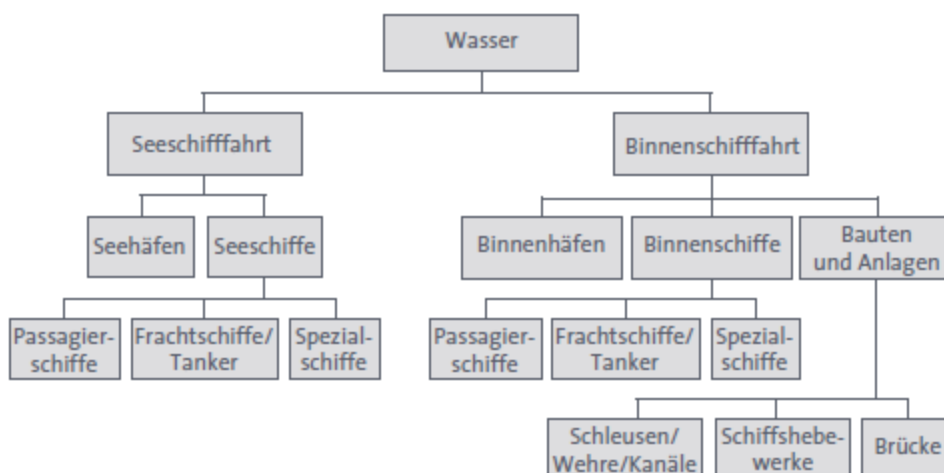 Wasser
Seeschifffahrt
Binnenschifffahrt
Seehäfen
Seeschiffe
Binnenhäfen
Binnenschiffe
Bauten
und Anlagen
Passagier-
schiffe
Frachtschiffe/
Tanker
Spezial-
schiffe
Passagier-
schiffe
Frachtschiffe/
Tanker
Spezial-
schiffe
Schleusen/
Wehre/Kanäle
Schiffshebe-
werke
Brücke